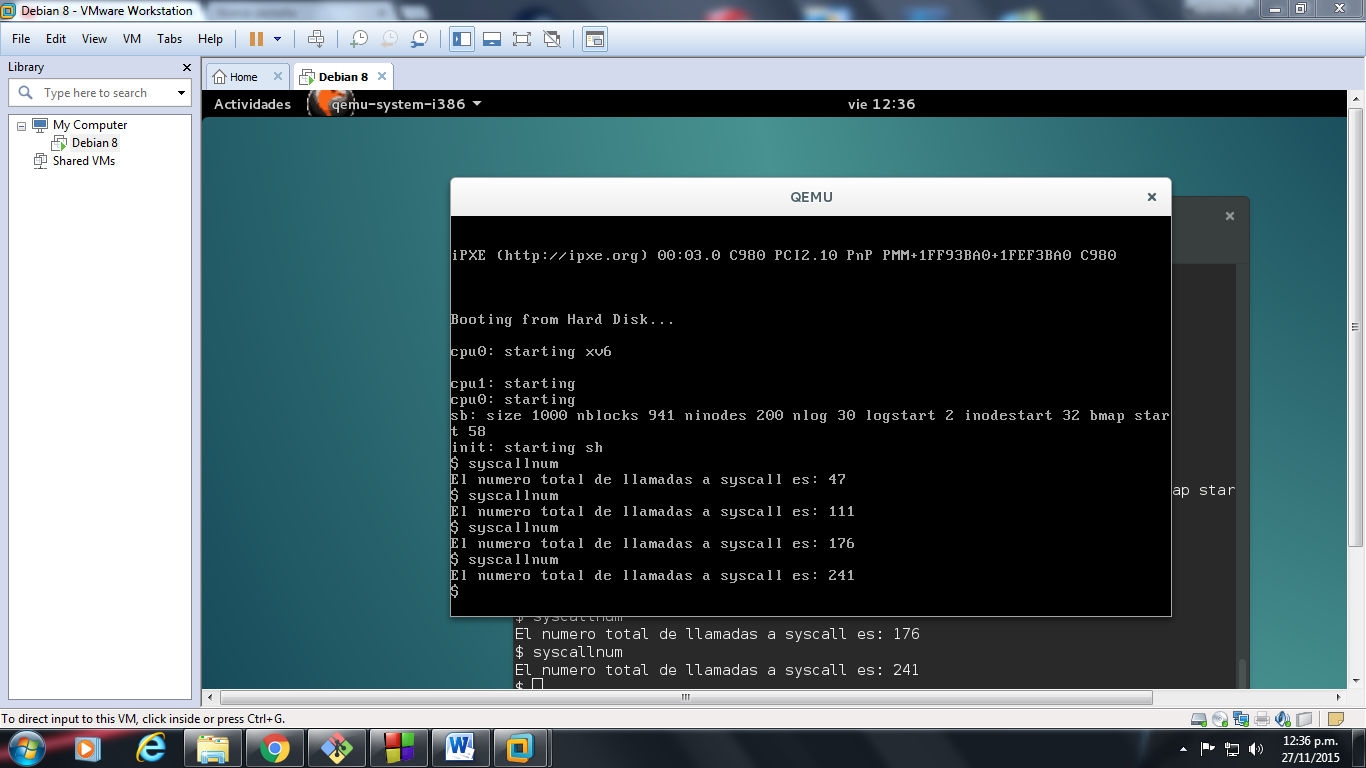 Debian 8 - VMware Workstation
File Edit View VM Tabs Help
Library
Type here to search
My Computer
Debian 8
Shared VMs
Home
Debian 8
Actividades
qemu-system-i386
vie 12:36
QEMU
iPXE (http://ipxe.org) 00:03.0 C980 PCI2.10 PnP PMM+1FF93BA0+1FEF3BA0 C980
Booting from Hard Disk...
cpu0: starting xv6
cpu1: starting
cpu0: starting
sb: size 1000 nblocks 941 ninodes 200 nlog 30 logstart 2 inodestart 32 bmap star
t 58
init: starting sh
$ syscallnum
El numero total de llamadas a syscall es: 47
$ syscallnum
El numero total de llamadas a syscall es: 111
$ syscallnum
El numero total de llamadas a syscall es: 176
$ syscallnum
El numero total de llamadas a syscall es: 241
$
ap star
$ syscallnum
El numero total de llamadas a syscall es: 176
$ syscallnum
El numero total de llamadas a syscall es: 241
$
To direct input to this VM, click inside or press Ctrl+G.
12:36 p.m.
27/11/2015